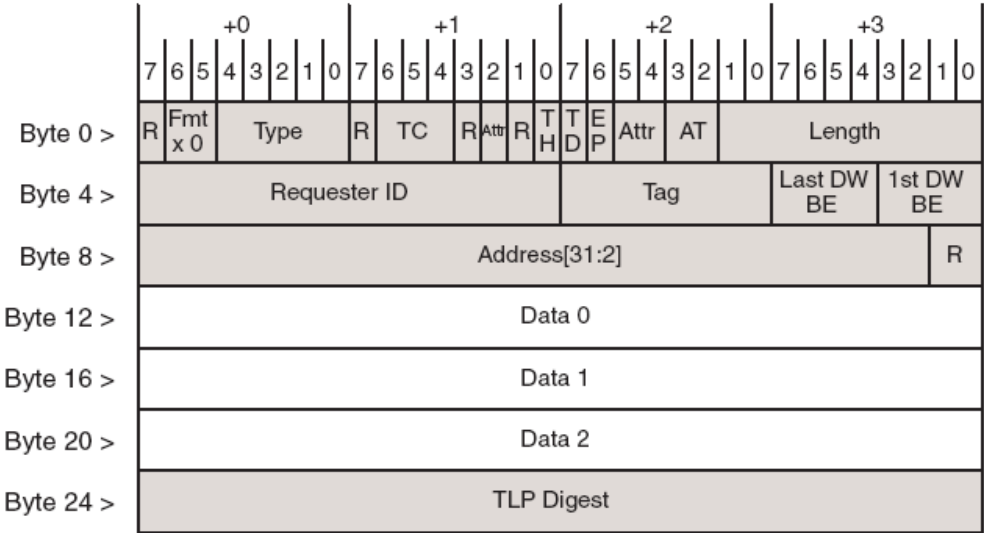 +0 +1 +2 +3
7 6 5 4 3 2 1 0 7 6 5 4 3 2 1 0 7 6 5 4 3 2 1 0 7 6 5 4 3 2 1 0
Byte 0 > R Fmt x 0 Type R TC R Attr R TH TD EP Attr AT Length
Byte 4 > Requester ID Tag Last DW BE 1st DW BE
Byte 8 > Address[31:2] R
Byte 12 > Data 0
Byte 16 > Data 1
Byte 20 > Data 2
Byte 24 > TLP Digest